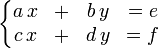 a x + b y = e
c x + d y = f